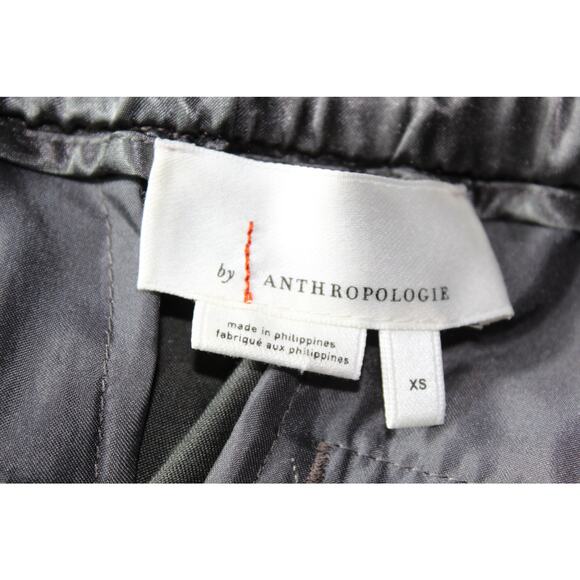 by ANTHROPOLOGIE
made in philippines
fabriqué aux philippines
XS